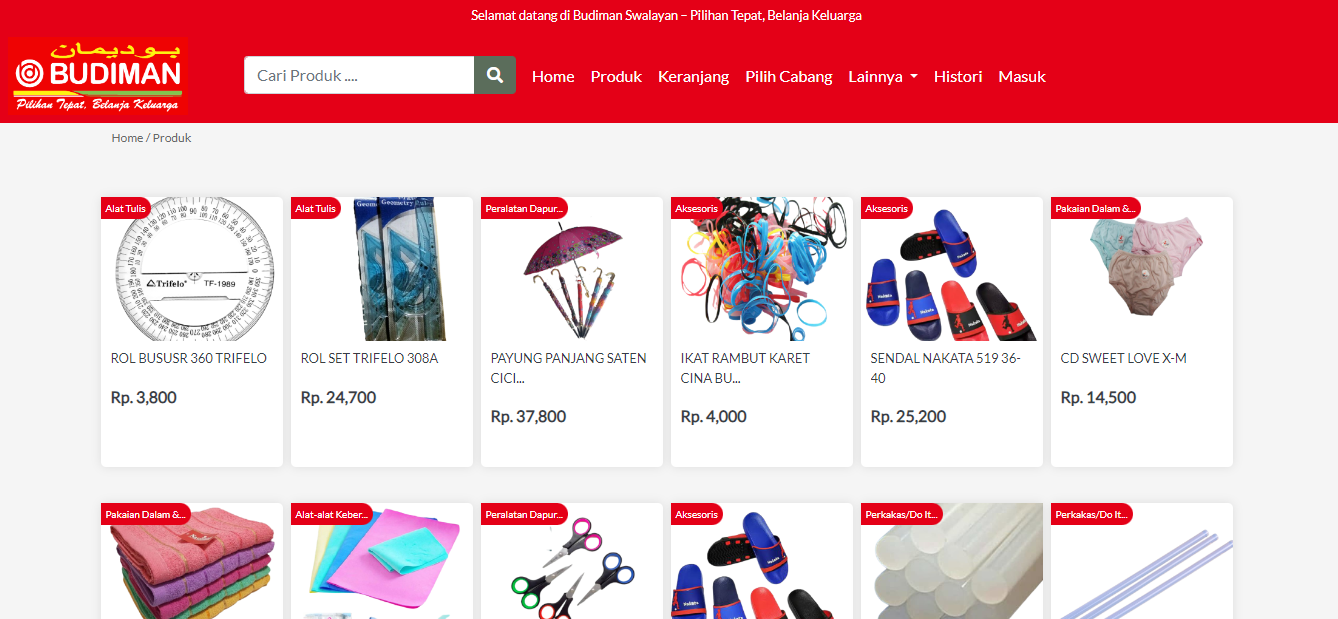 Selamat datang di Budiman Swalayan – Pilihan Tepat, Belanja Keluarga
بوديمان
BUDIMAN
Pilihan Tepat, Belanja Keluarga
Cari Produk ....
Home Produk Keranjang Pilih Cabang Lainnya Histori Masuk
Home / Produk
Alat Tulis
Trifelo
TF-1989
ROL BUSUSR 360 TRIFELO
Rp. 3,800
Alat Tulis
ROL SET TRIFELO 308A
Rp. 24,700
Peralatan Dapur...
PAYUNG PANJANG SATEN
CICI...
Rp. 37,800
Aksesoris
IKAT RAMBUT KARET
CINA BU...
Rp. 4,000
Aksesoris
SENDAL NAKATA 519 36-
40
Rp. 25,200
Pakaian Dalam &...
CD SWEET LOVE X-M
Rp. 14,500
Pakaian Dalam &...
Alat-alat Keber...
Peralatan Dapur...
Aksesoris
Perkakas/Do It...
Perkakas/Do It...